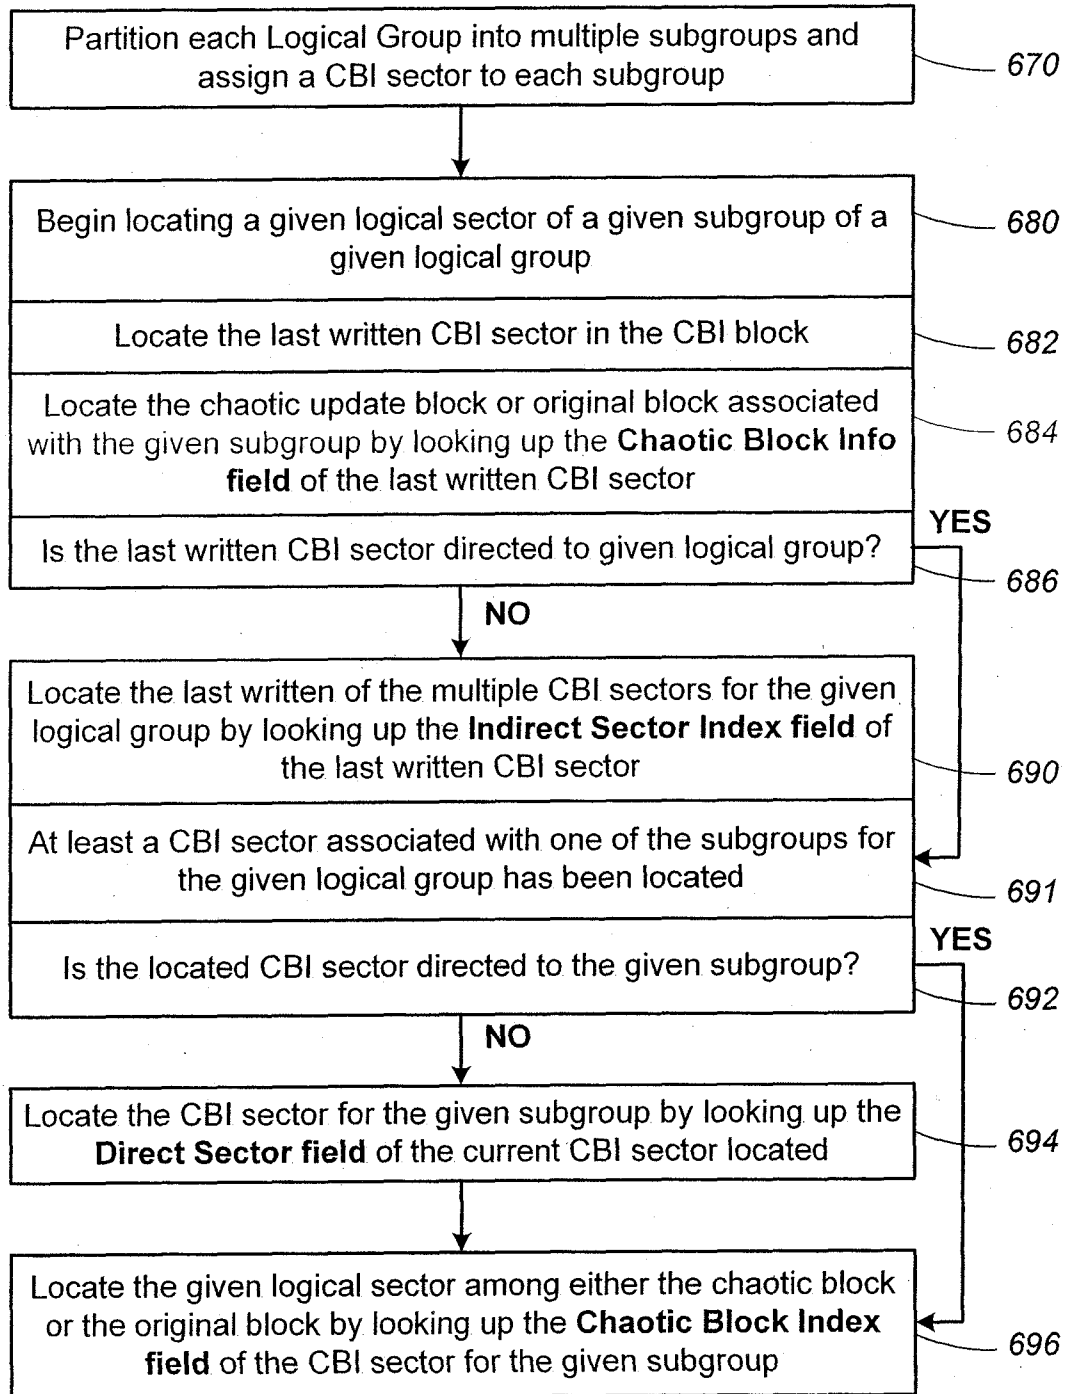 Partition each Logical Group into multiple subgroups and
assign a CBI sector to each subgroup
670
Begin locating a given logical sector of a given subgroup of a
given logical group
680
Locate the last written CBI sector in the CBI block
682
Locate the chaotic update block or original block associated
with the given subgroup by looking up the Chaotic Block Info
field of the last written CBI sector
684
YES
Is the last written CBI sector directed to given logical group?
686
NO
Locate the last written of the multiple CBI sectors for the given
logical group by looking up the Indirect Sector Index field of
the last written CBI sector
690
At least a CBI sector associated with one of the subgroups for
the given logical group has been located
691
YES
Is the located CBI sector directed to the given subgroup?
692
NO
Locate the CBI sector for the given subgroup by looking up the
Direct Sector field of the current CBI sector located
694
Locate the given logical sector among either the chaotic block
or the original block by looking up the Chaotic Block Index
field of the CBI sector for the given subgroup
696